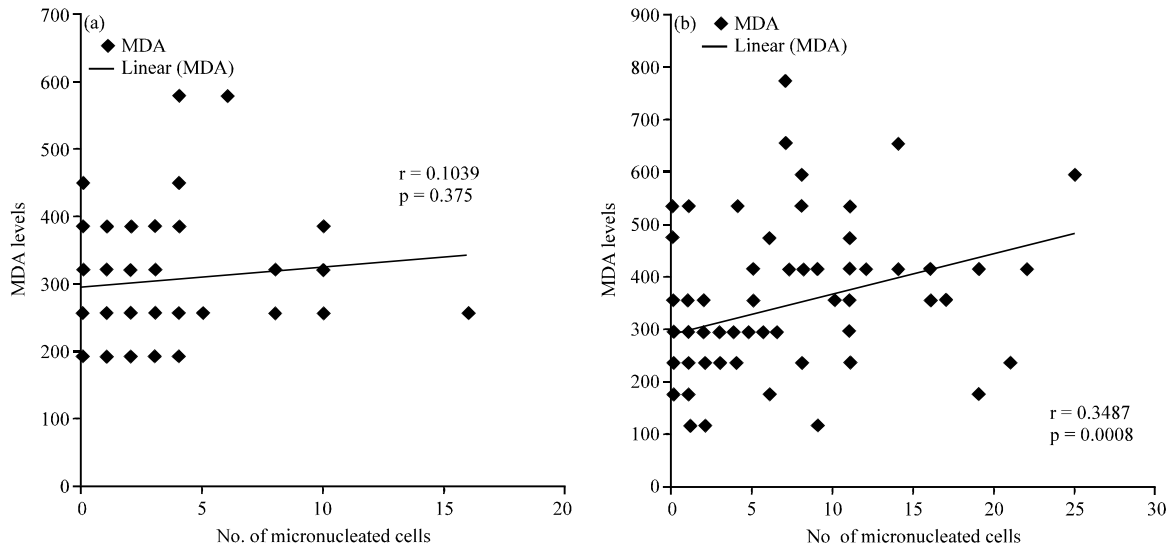 (a)
MDA
Linear (MDA)
700
600
500
400
300
200
100
0
MDA levels
r = 0.1039
p = 0.375
0 5 10 15 20
No. of micronucleated cells
(b)
MDA
Linear (MDA)
900
800
700
600
500
400
300
200
100
0
MDA levels
r = 0.3487
p = 0.0008
0 5 10 15 20 25 30
No of micronucleated cells